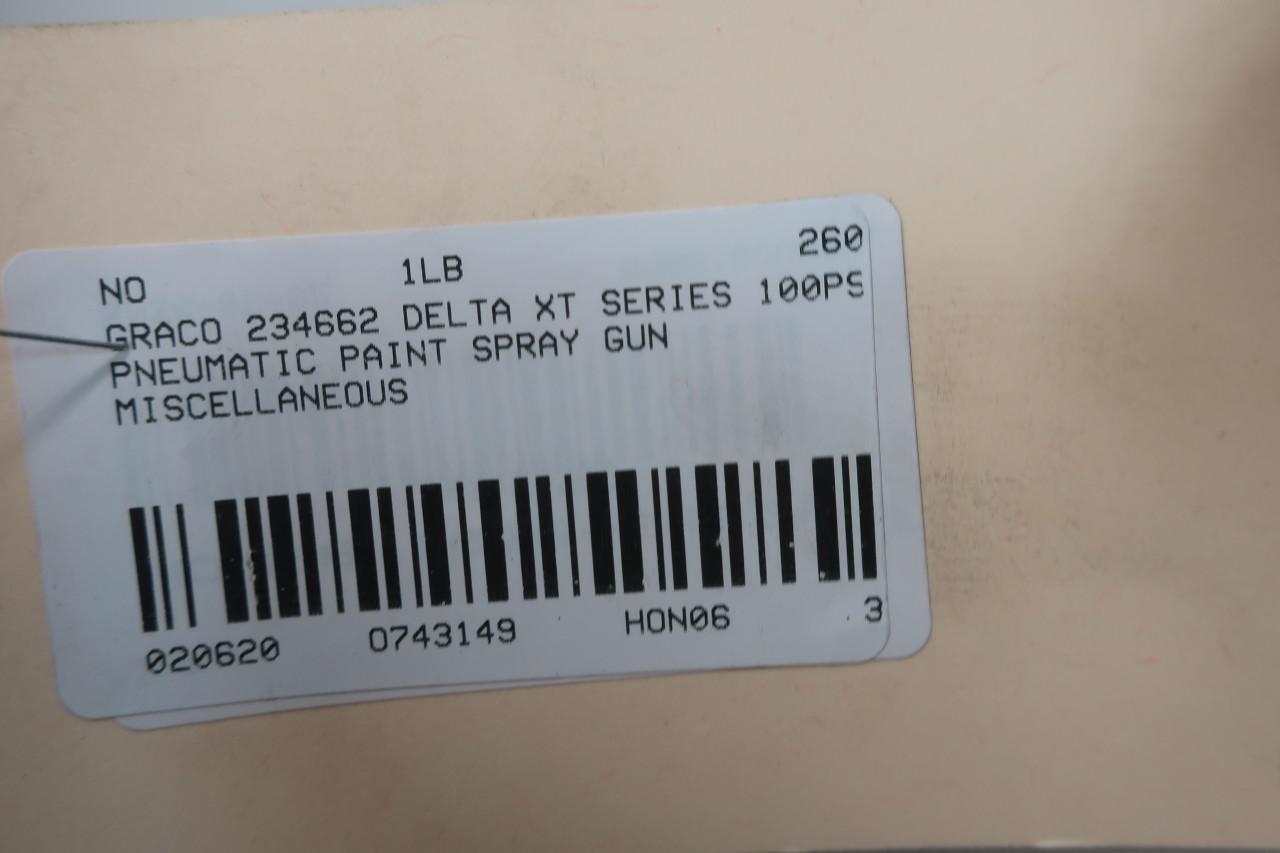 NO 1LB 260
GRACO 234662 DELTA XT SERIES 100PS
PNEUMATIC PAINT SPRAY GUN
MISCELLANEOUS
020620 0743149 HON06 3